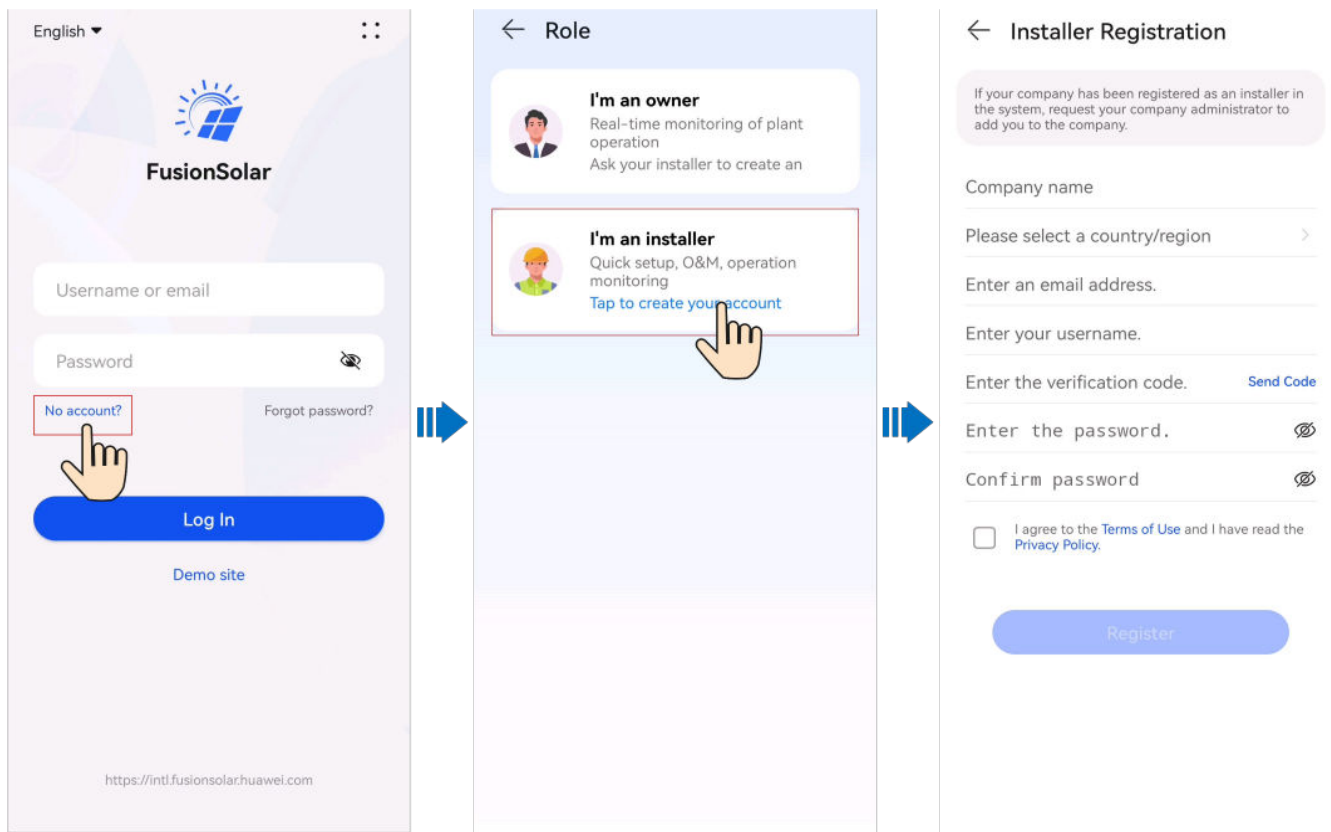 English
FusionSolar
Username or email
Password
No account?
Forgot password?
Log In
Demo site
https://intl.fusionsolar.huawei.com
Role
I'm an owner
Real-time monitoring of plant
operation
Ask your installer to create an
I'm an installer
Quick setup, O&M, operation
monitoring
Tap to create your account
Installer Registration
If your company has been registered as an installer in
the system, request your company administrator to
add you to the company.
Company name
Please select a country/region
Enter an email address.
Enter your username.
Enter the verification code.
Send Code
Enter the password.
Confirm password
I agree to the Terms of Use and I have read the
Privacy Policy.
Register